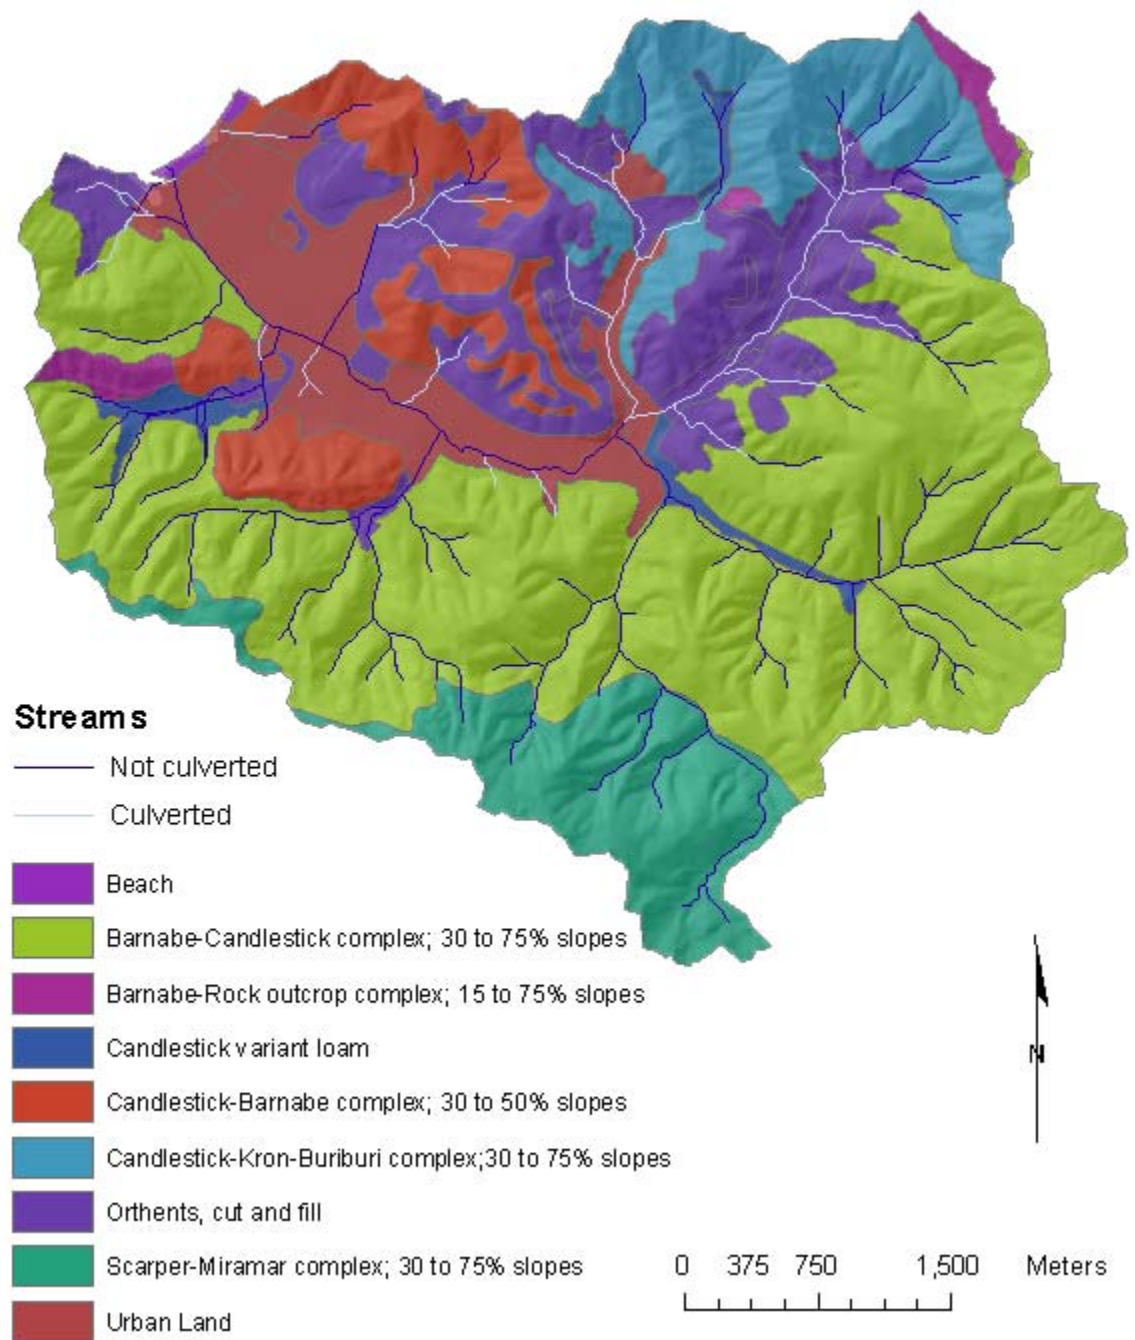 Streams
Not culverted
Culverted
Beach
Barnabe-Candlestick complex; 30 to 75% slopes
Barnabe-Rock outcrop complex; 15 to 75% slopes
Candlestick variant loam
Candlestick-Barnabe complex; 30 to 50% slopes
Candlestick-Kron-Buriburi complex;30 to 75% slopes
Orthents, cut and fill
Scarper-Miramar complex; 30 to 75% slopes
Urban Land
N
0 375 750 1,500 Meters